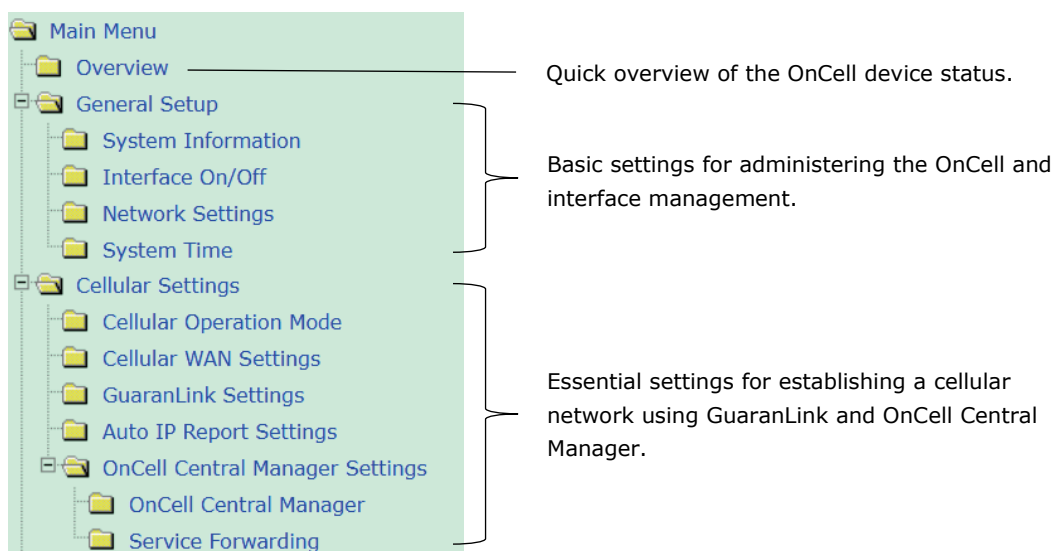 Main Menu
Overview
Quick overview of the OnCell device status.
General Setup
System Information
Interface On/Off
Network Settings
System Time
Basic settings for administering the OnCell and
interface management.
Cellular Settings
Cellular Operation Mode
Cellular WAN Settings
GuaranLink Settings
Auto IP Report Settings
OnCell Central Manager Settings
OnCell Central Manager
Service Forwarding
Essential settings for establishing a cellular
network using GuaranLink and OnCell Central
Manager.